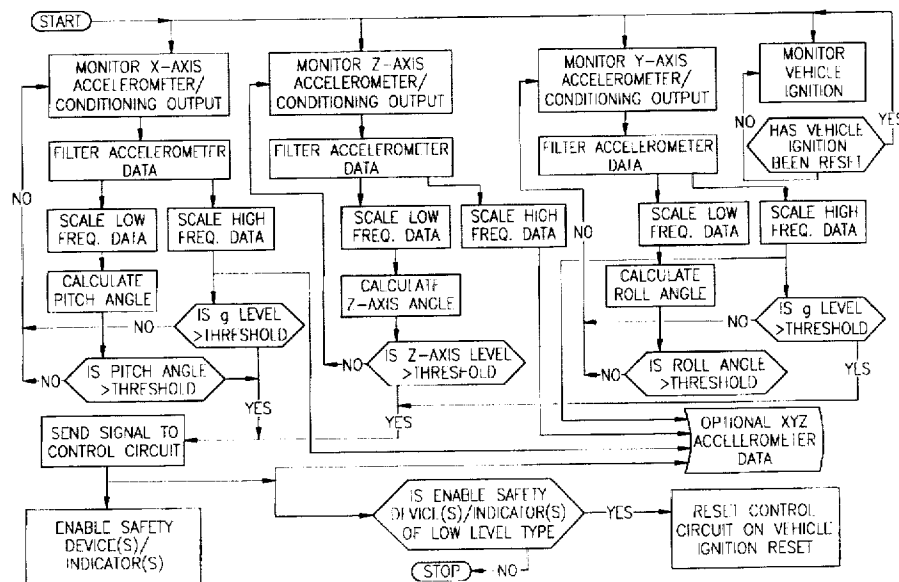 START
MONITOR X-AXIS
ACCELEROMETER/
CONDITIONING OUTPUT
MONITOR Z-AXIS
ACCELEROMETER/
CONDITIONING OUTPUT
MONITOR Y-AXIS
ACCELEROMETER/
CONDITIONING OUTPUT
MONITOR
VEHICLE
IGNITION
YES
NO
HAS VEHICLE
IGNITION
BEEN RESET
FILTER ACCELEROMETER
DATA
FILTER ACCELEROMETER
DATA
FILTER ACCELEROMETER
DATA
NO
SCALE LOW
FREQ. DATA
SCALE HIGH
FREQ. DATA
SCALE LOW
FREQ. DATA
SCALE HIGH
FREQ. DATA
NO
SCALE LOW
FREQ. DATA
SCALE HIGH
FREQ. DATA
CALCULATE
PITCH ANGLE
CALCULATE
Z-AXIS ANGLE
CALCULATE
ROLL ANGLE
NO
IS g LEVEL
>THRESHOLD
NO
IS g LEVEL
>THRESHOLD
NO
IS PITCH ANGLE
>THRESHOLD
NO
IS Z-AXIS LEVEL
>THRESHOLD
NO
IS ROLL ANGLE
>THRESHOLD
YES
YES
YES
SEND SIGNAL TO
CONTROL CIRCUIT
OPTIONAL XYZ
ACCELLEROMETER
DATA
ENABLE SAFETY
DEVICE(S)/
INDICATOR(S)
IS ENABLE SAFETY
DEVICE(S)/INDICATOR(S)
OF LOW LEVEL TYPE
YES
RESET CONTROL
CIRCUIT ON VEHICLE
IGNITION RESET
STOP
NO